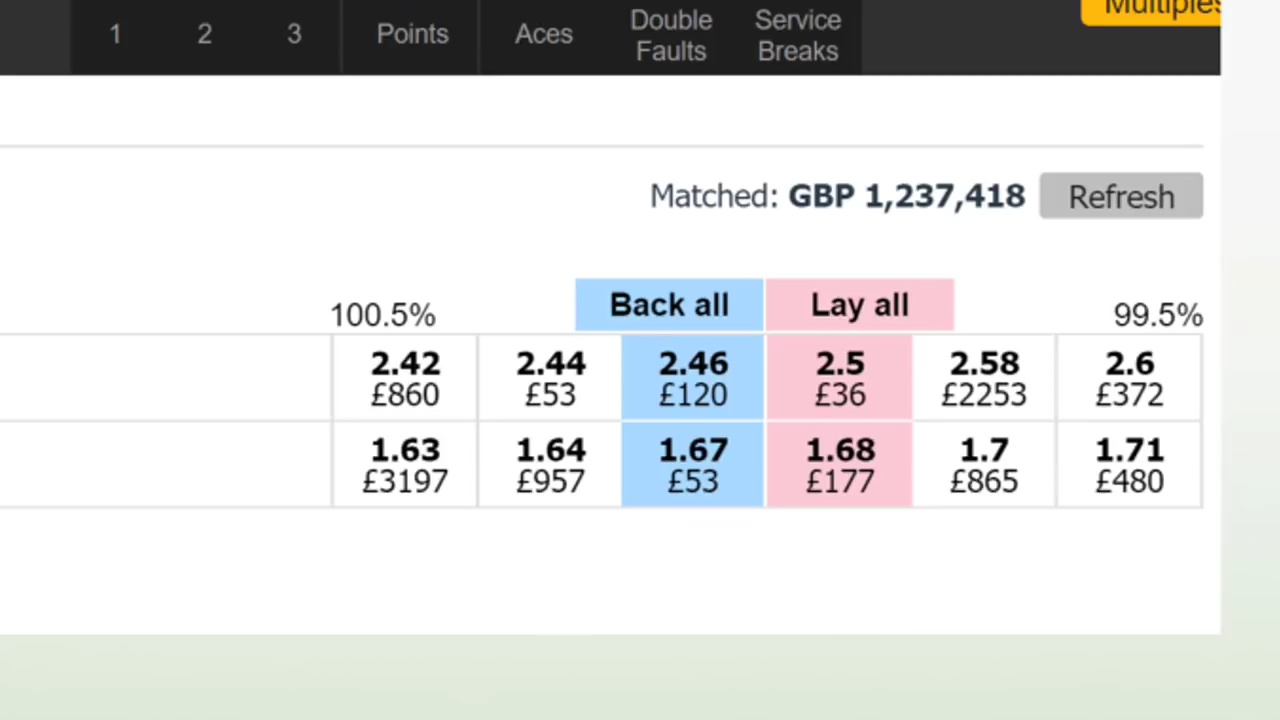 1 2 3 Points Aces Double Faults Service Breaks
Multiples
Matched: GBP 1,237,418 Refresh
100.5% Back all Lay all 99.5%
2.42 2.44 2.46 2.5 2.58 2.6
£860 £53 £120 £36 £2253 £372
1.63 1.64 1.67 1.68 1.7 1.71
£3197 £957 £53 £177 £865 £480